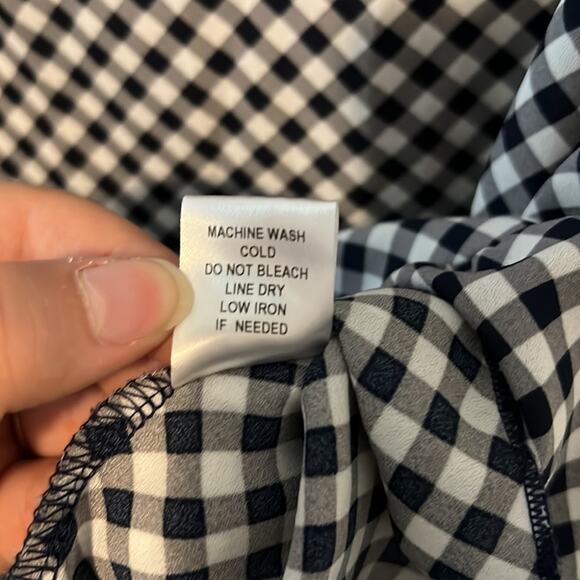 MACHINE WASH
COLD
DO NOT BLEACH
LINE DRY
LOW IRON
IF NEEDED